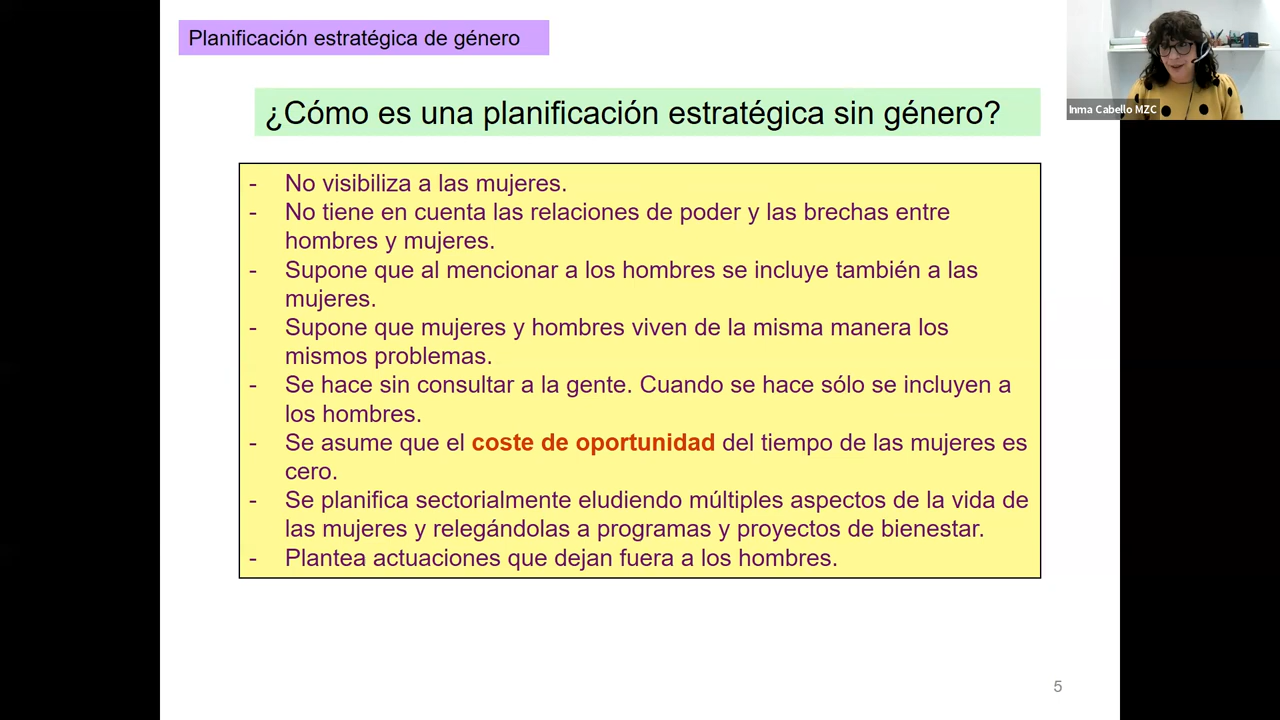 Planificación estratégica de género
Inma Cabello MZC
¿Cómo es una planificación estratégica sin género?
- No visibiliza a las mujeres.
- No tiene en cuenta las relaciones de poder y las brechas entre
hombres y mujeres.
- Supone que al mencionar a los hombres se incluye también a las
mujeres.
- Supone que mujeres y hombres viven de la misma manera los
mismos problemas.
- Se hace sin consultar a la gente. Cuando se hace sólo se incluyen a
los hombres.
- Se asume que el coste de oportunidad del tiempo de las mujeres es
cero.
- Se planifica sectorialmente eludiendo múltiples aspectos de la vida de
las mujeres y relegándolas a programas y proyectos de bienestar.
- Plantea actuaciones que dejan fuera a los hombres.
5